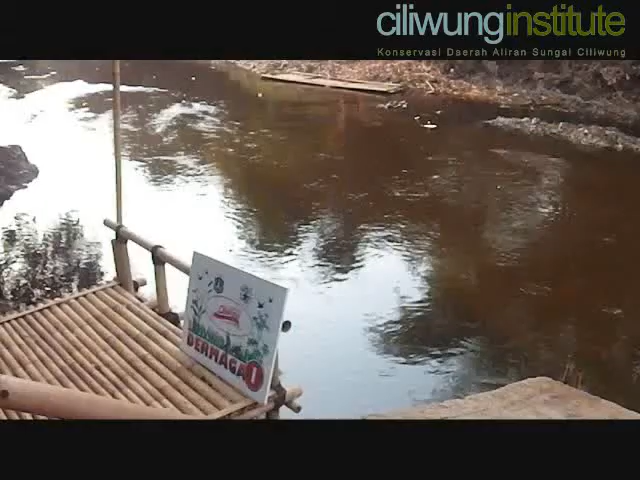 ciliwunginstitute
Konservasi Daerah Aliran Sungai Ciliwung
DERMAGA 1